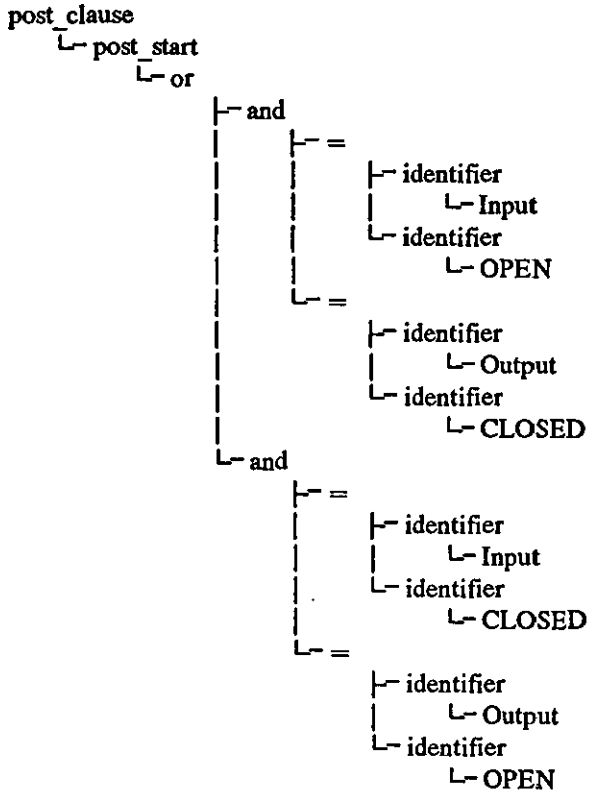 post_clause
post_start
or
and
=
identifier
Input
identifier
OPEN
=
identifier
Output
identifier
CLOSED
and
=
identifier
Input
identifier
CLOSED
=
identifier
Output
identifier
OPEN